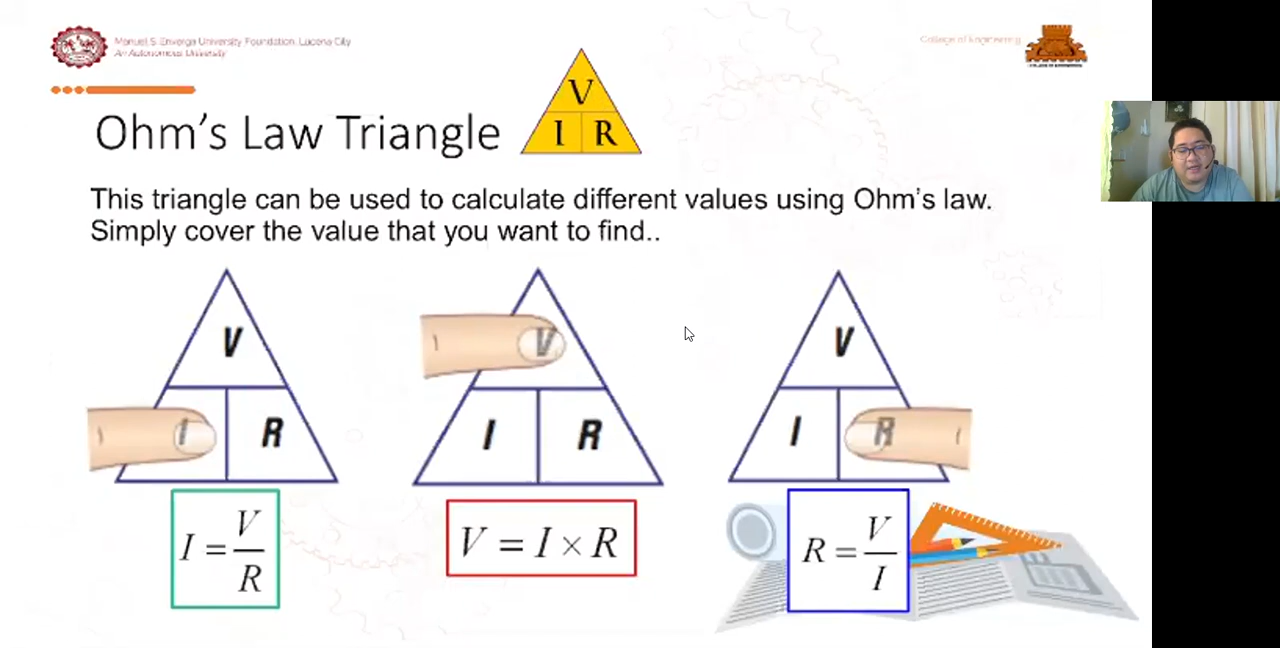 Manuel S. Enverga University Foundation, Lucena City
An Autonomous University
College of Engineering
Ohm's Law Triangle
V
I R
This triangle can be used to calculate different values using Ohm's law.
Simply cover the value that you want to find..
V
I R
V
I R
V
I R
I = V/R
V = I × R
R = V/I